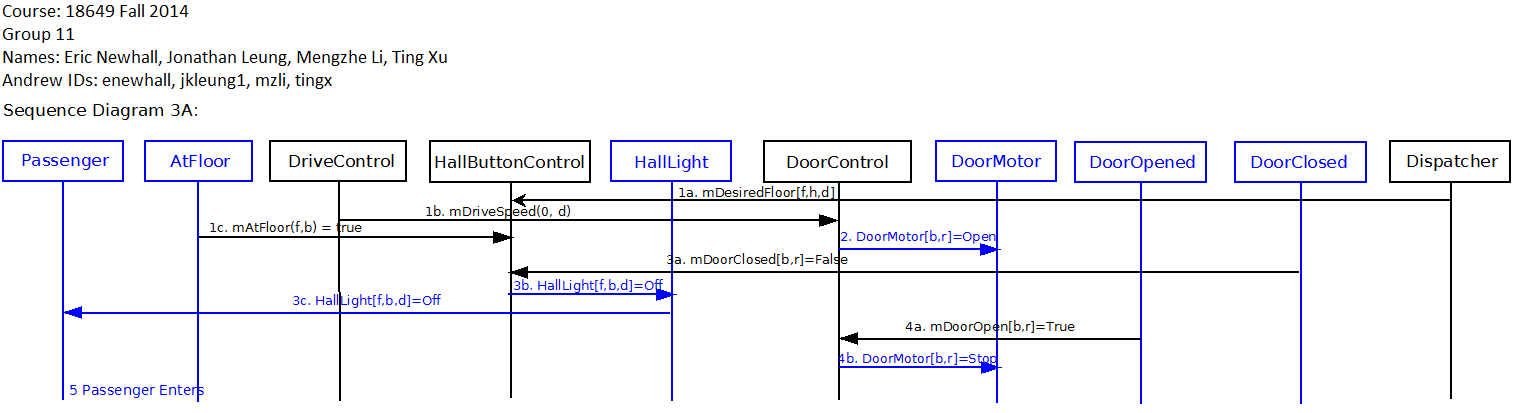 Course: 18649 Fall 2014
Group 11
Names: Eric Newhall, Jonathan Leung, Mengzhe Li, Ting Xu
Andrew IDs: enewhall, jkleung1, mzli, tingx
Sequence Diagram 3A:
Passenger AtFloor DriveControl HallButtonControl HallLight DoorControl DoorMotor DoorOpened DoorClosed Dispatcher
1a. mDesiredFloor[f,h,d]
1b. mDriveSpeed(0, d)
1c. mAtFloor(f,b) = true
2. DoorMotor[b,r]=Open
3a. mDoorClosed[b,r]=False
3b. HallLight[f,b,d]=Off
3c. HallLight[f,b,d]=Off
4a. mDoorOpen[b,r]=True
4b. DoorMotor[b,r]=Stop
5 Passenger Enters